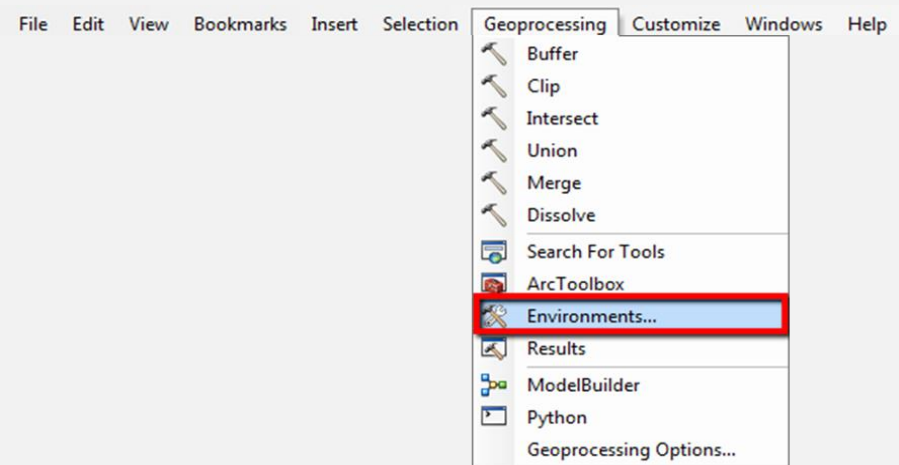 File Edit View Bookmarks Insert Selection Geoprocessing Customize Windows Help
Buffer
Clip
Intersect
Union
Merge
Dissolve
Search For Tools
ArcToolbox
Environments...
Results
ModelBuilder
Python
Geoprocessing Options...